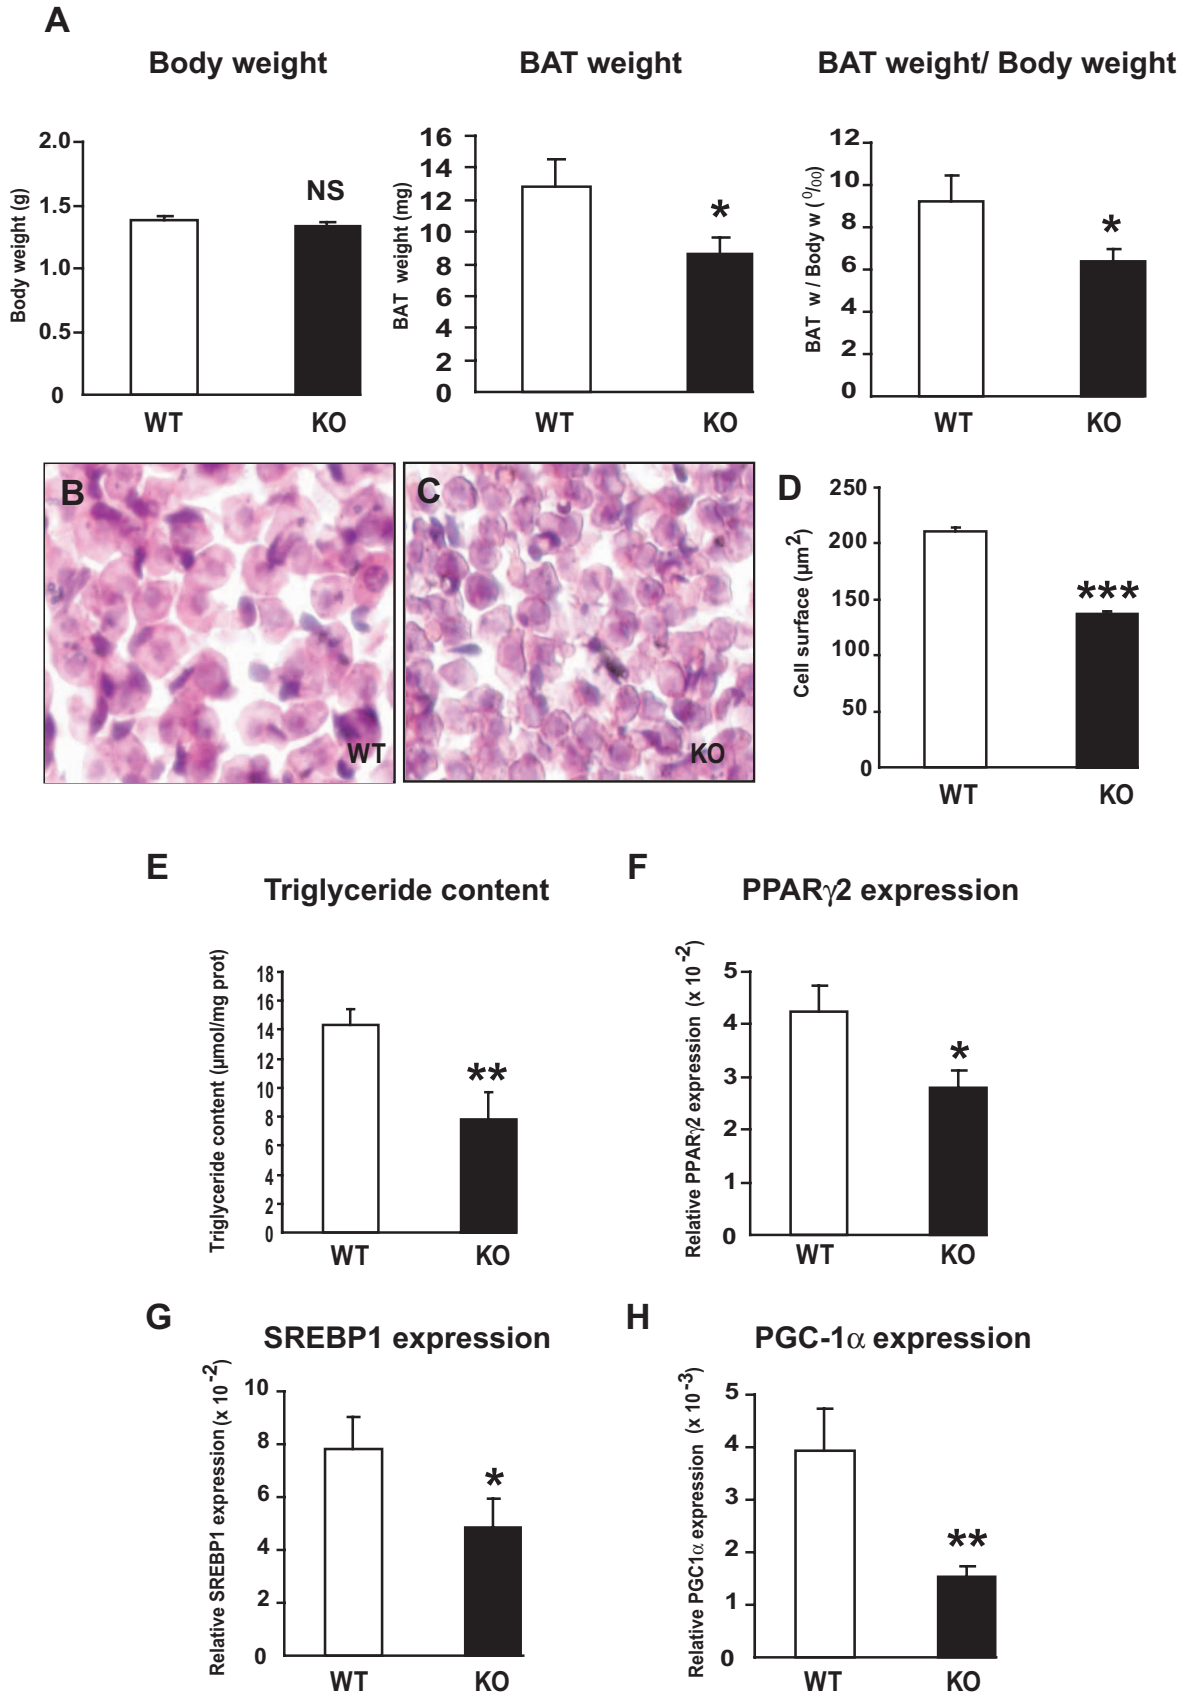 A
Body weight
BAT weight
BAT weight/ Body weight
Body weight (g)
2.0
1.5
1.0
0.5
0
NS
WT
KO
BAT weight (mg)
16
14
12
10
8
6
4
2
0
*
WT
KO
BAT w / Body w (⁰/₀₀)
12
10
8
6
4
2
0
*
WT
KO
B
WT
C
KO
D
Cell surface (µm²)
250
200
150
100
50
0
***
WT
KO
E
Triglyceride content
Triglyceride content (µmol/mg prot)
18
16
14
12
10
8
6
4
2
0
**
WT
KO
F
PPARγ2 expression
Relative PPARγ2 expression (x 10⁻²)
5
4
3
2
1
0
*
WT
KO
G
SREBP1 expression
Relative SREBP1 expression (x 10⁻²)
10
8
6
4
2
0
*
WT
KO
H
PGC-1α expression
Relative PGC1α expression (x 10⁻³)
5
4
3
2
1
0
**
WT
KO